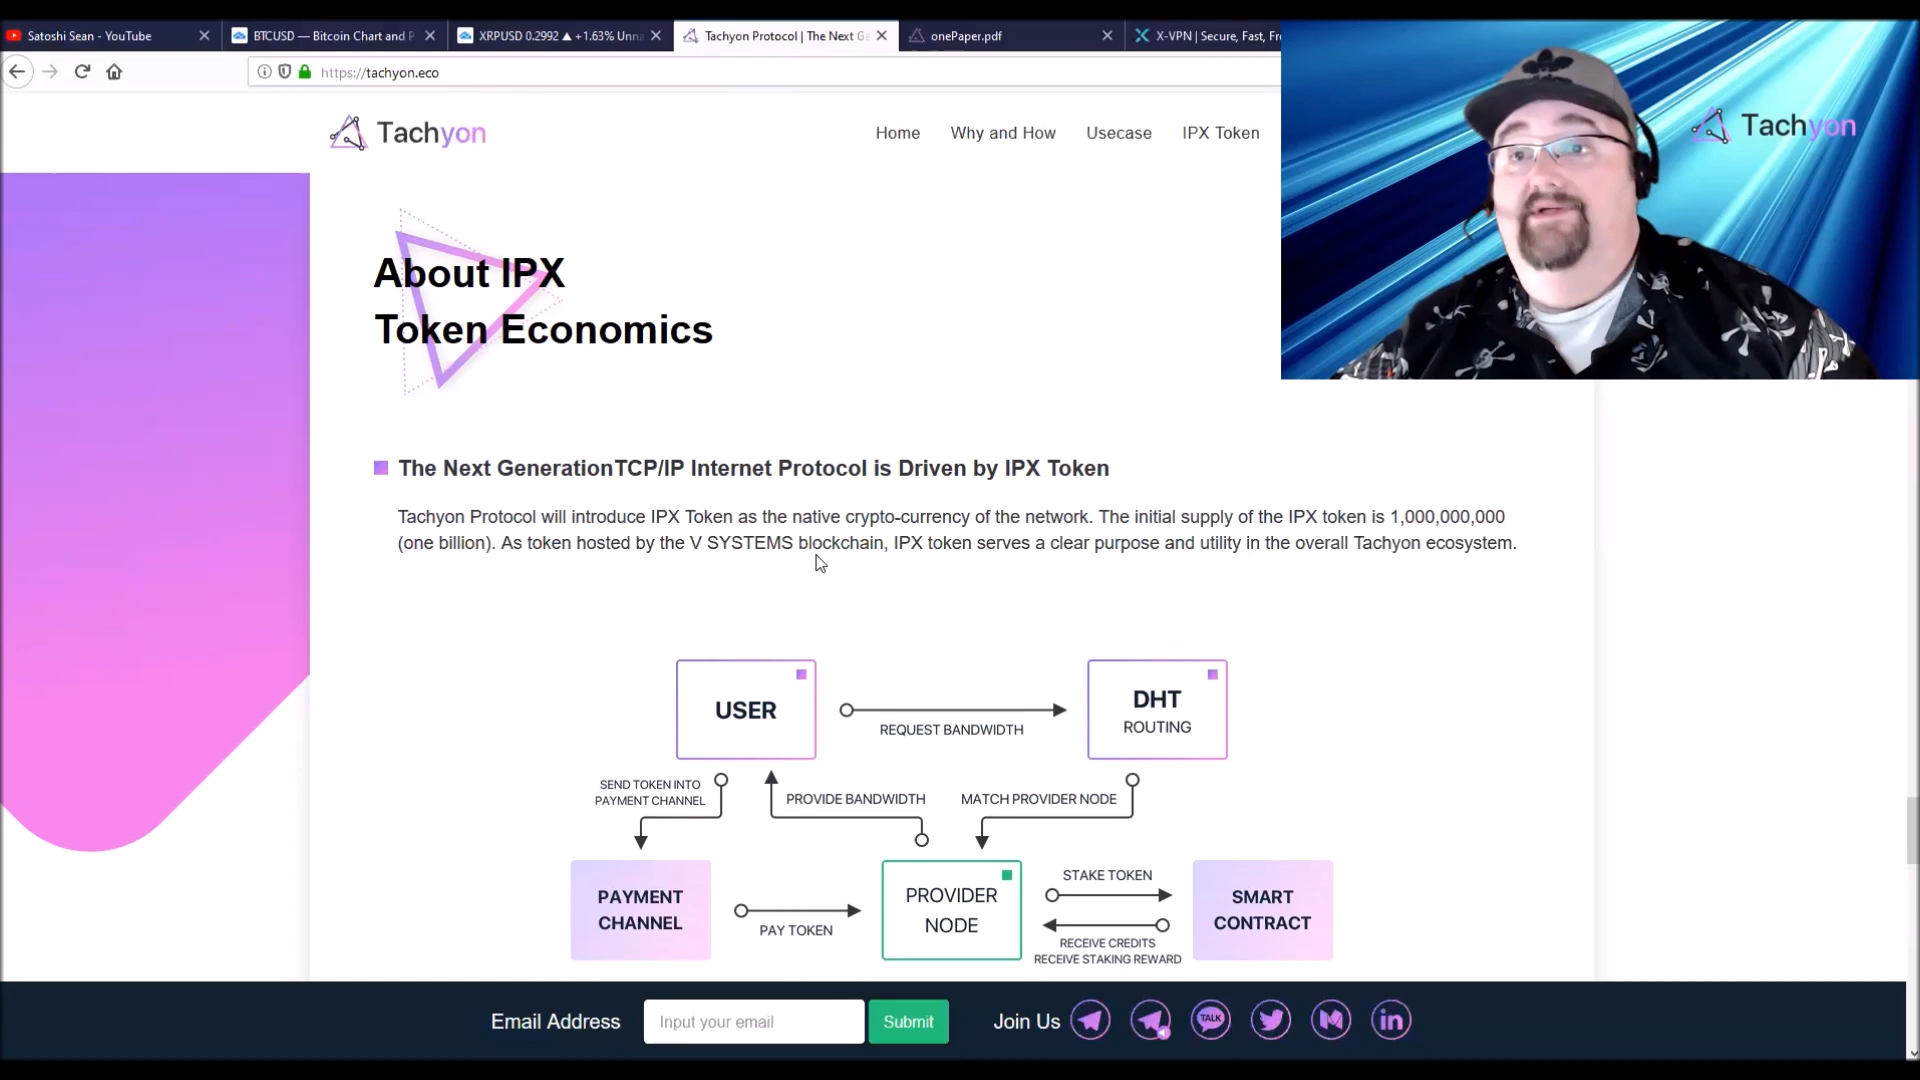 Satoshi Sean - YouTube
BTCUSD — Bitcoin Chart and P
XRPUSD 0.2992 ▲ +1.63% Unna
Tachyon Protocol | The Next Ge
onePaper.pdf
X-VPN | Secure, Fast, Fre
https://tachyon.eco
Tachyon
Home
Why and How
Usecase
IPX Token
Tachyon
About IPX
Token Economics
The Next GenerationTCP/IP Internet Protocol is Driven by IPX Token
Tachyon Protocol will introduce IPX Token as the native crypto-currency of the network. The initial supply of the IPX token is 1,000,000,000
(one billion). As token hosted by the V SYSTEMS blockchain, IPX token serves a clear purpose and utility in the overall Tachyon ecosystem.
USER
REQUEST BANDWIDTH
DHT
ROUTING
SEND TOKEN INTO
PAYMENT CHANNEL
PROVIDE BANDWIDTH
MATCH PROVIDER NODE
PAYMENT
CHANNEL
PAY TOKEN
PROVIDER
NODE
STAKE TOKEN
RECEIVE CREDITS
RECEIVE STAKING REWARD
SMART
CONTRACT
Email Address
Input your email
Submit
Join Us
TALK